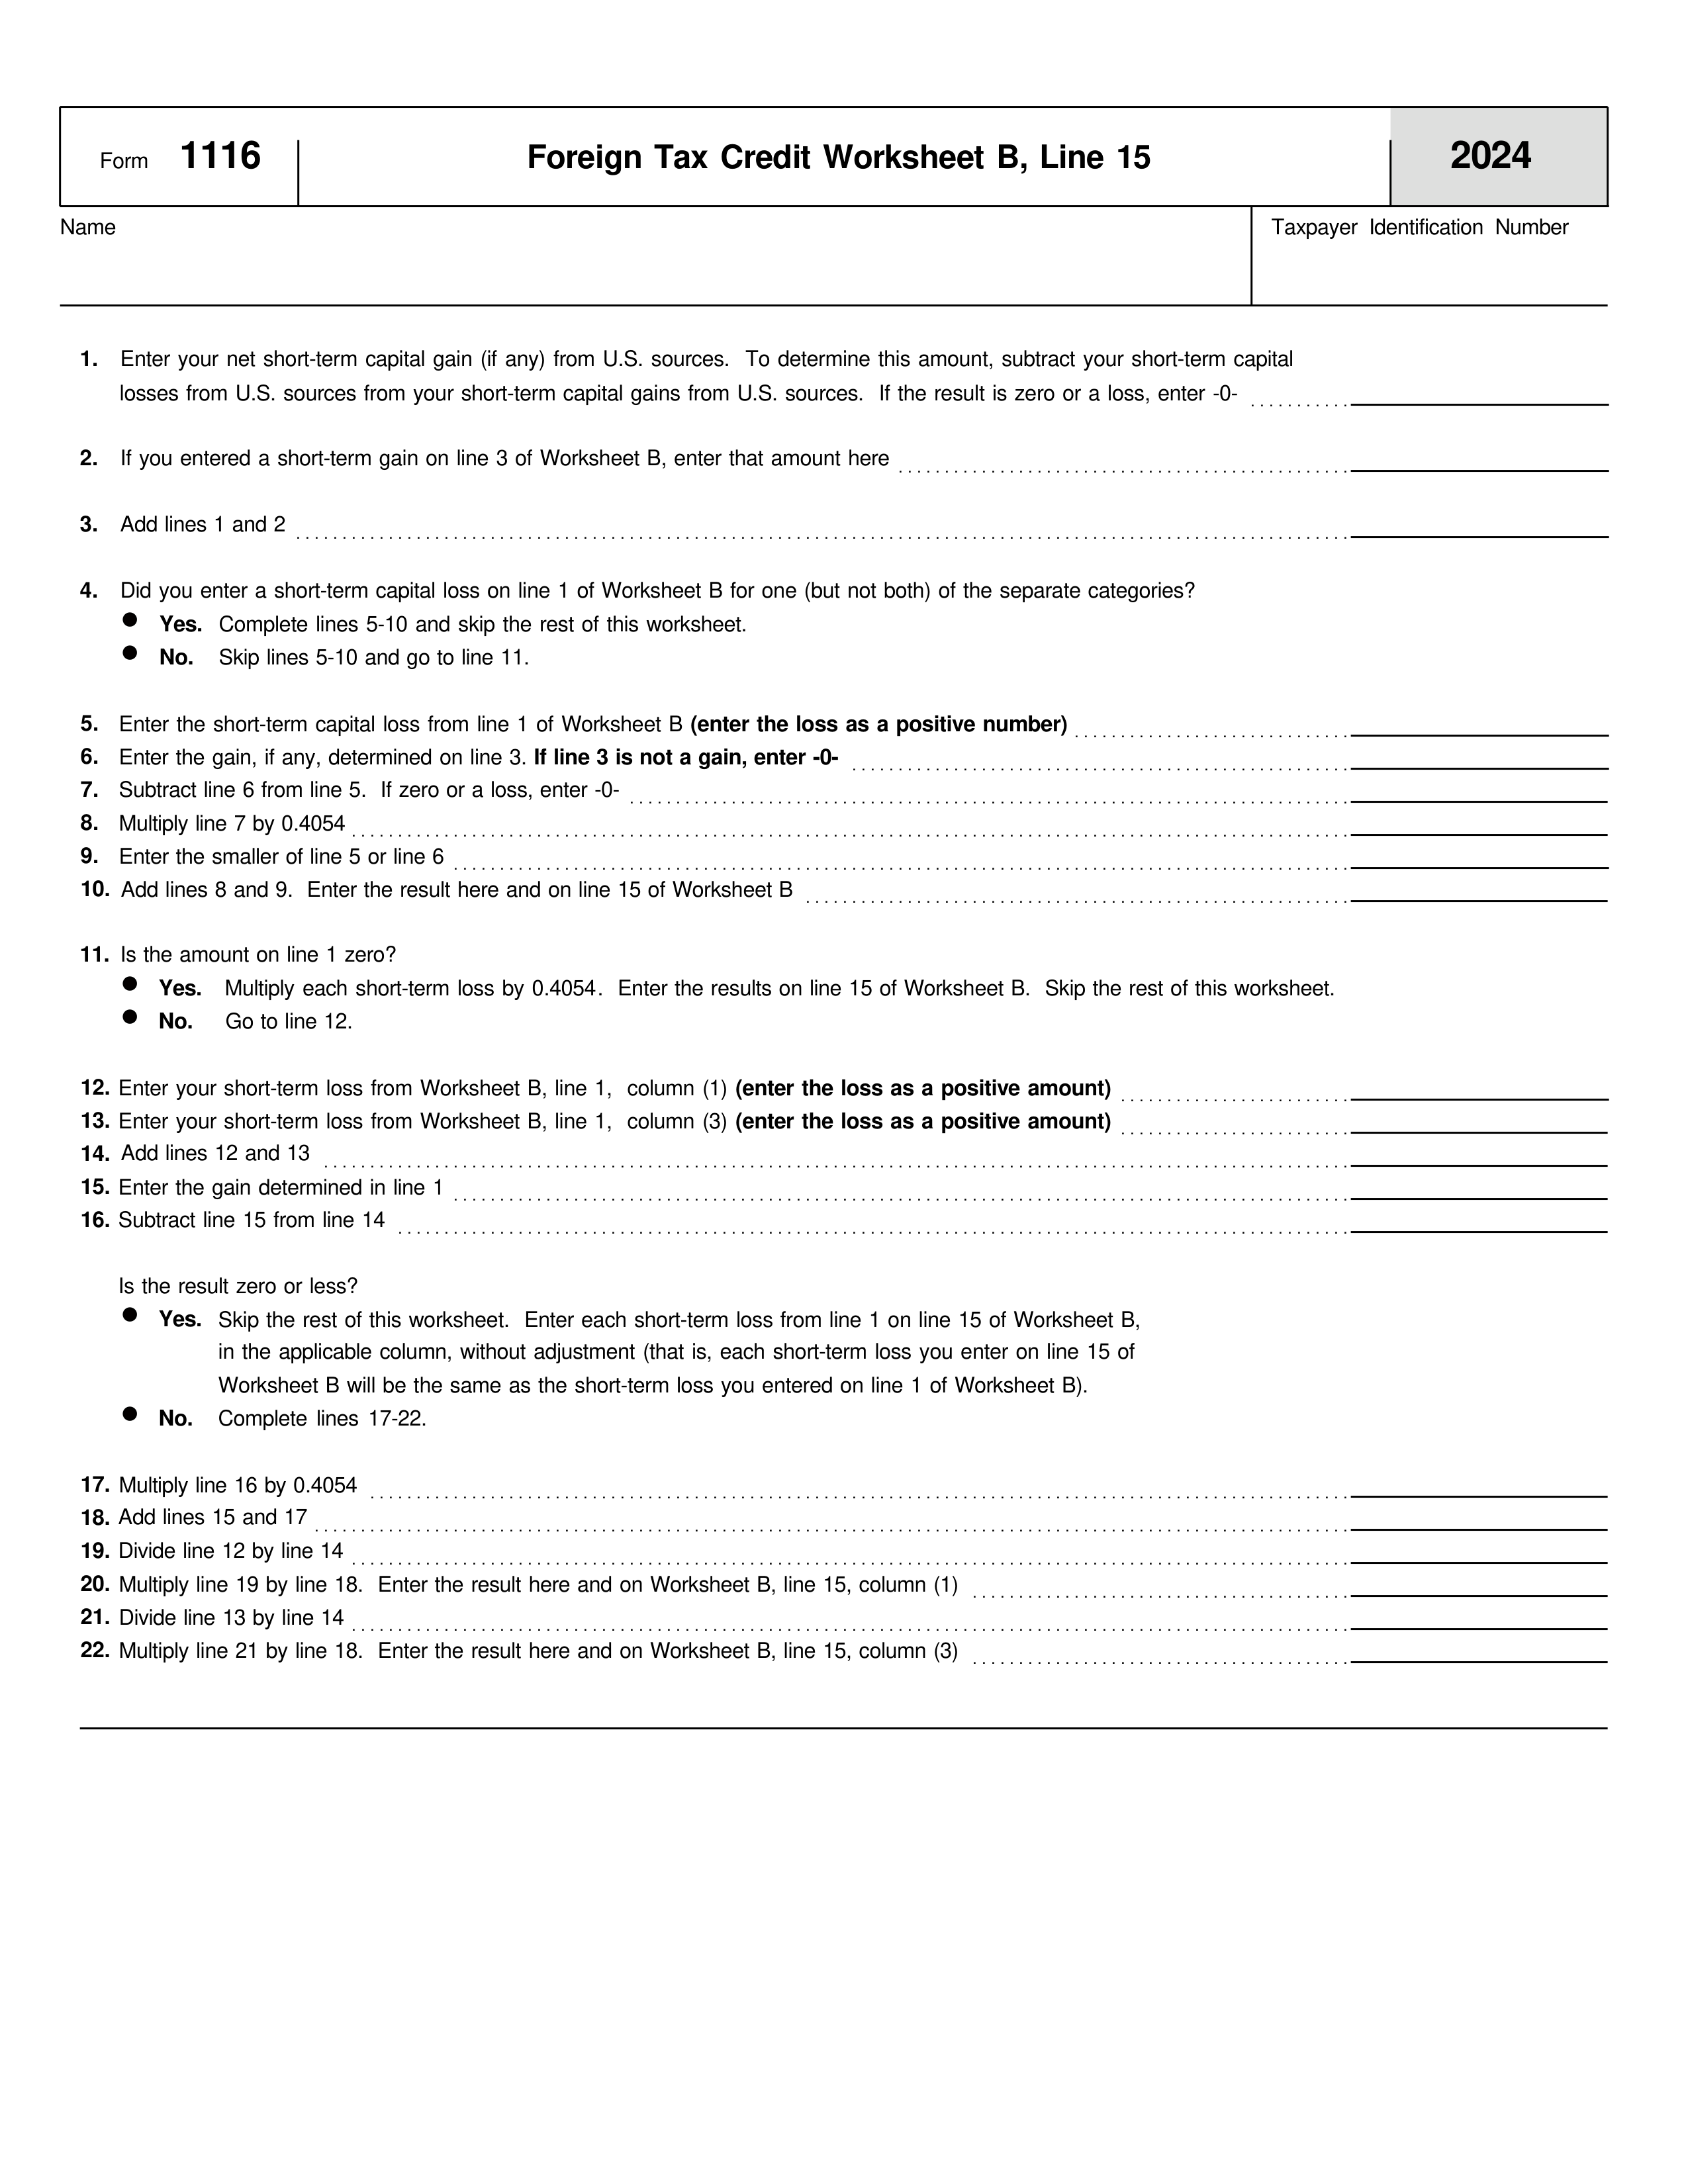 Form 1116 Foreign Tax Credit Worksheet B, Line 15 2024
Name Taxpayer Identification Number
1. Enter your net short-term capital gain (if any) from U.S. sources. To determine this amount, subtract your short-term capital
losses from U.S. sources from your short-term capital gains from U.S. sources. If the result is zero or a loss, enter -0-
2. If you entered a short-term gain on line 3 of Worksheet B, enter that amount here
3. Add lines 1 and 2
4. Did you enter a short-term capital loss on line 1 of Worksheet B for one (but not both) of the separate categories?
● Yes. Complete lines 5-10 and skip the rest of this worksheet.
● No. Skip lines 5-10 and go to line 11.
5. Enter the short-term capital loss from line 1 of Worksheet B (enter the loss as a positive number)
6. Enter the gain, if any, determined on line 3. If line 3 is not a gain, enter -0-
7. Subtract line 6 from line 5. If zero or a loss, enter -0-
8. Multiply line 7 by 0.4054
9. Enter the smaller of line 5 or line 6
10. Add lines 8 and 9. Enter the result here and on line 15 of Worksheet B
11. Is the amount on line 1 zero?
● Yes. Multiply each short-term loss by 0.4054. Enter the results on line 15 of Worksheet B. Skip the rest of this worksheet.
● No. Go to line 12.
12. Enter your short-term loss from Worksheet B, line 1, column (1) (enter the loss as a positive amount)
13. Enter your short-term loss from Worksheet B, line 1, column (3) (enter the loss as a positive amount)
14. Add lines 12 and 13
15. Enter the gain determined in line 1
16. Subtract line 15 from line 14
Is the result zero or less?
● Yes. Skip the rest of this worksheet. Enter each short-term loss from line 1 on line 15 of Worksheet B,
in the applicable column, without adjustment (that is, each short-term loss you enter on line 15 of
Worksheet B will be the same as the short-term loss you entered on line 1 of Worksheet B).
● No. Complete lines 17-22.
17. Multiply line 16 by 0.4054
18. Add lines 15 and 17
19. Divide line 12 by line 14
20. Multiply line 19 by line 18. Enter the result here and on Worksheet B, line 15, column (1)
21. Divide line 13 by line 14
22. Multiply line 21 by line 18. Enter the result here and on Worksheet B, line 15, column (3)